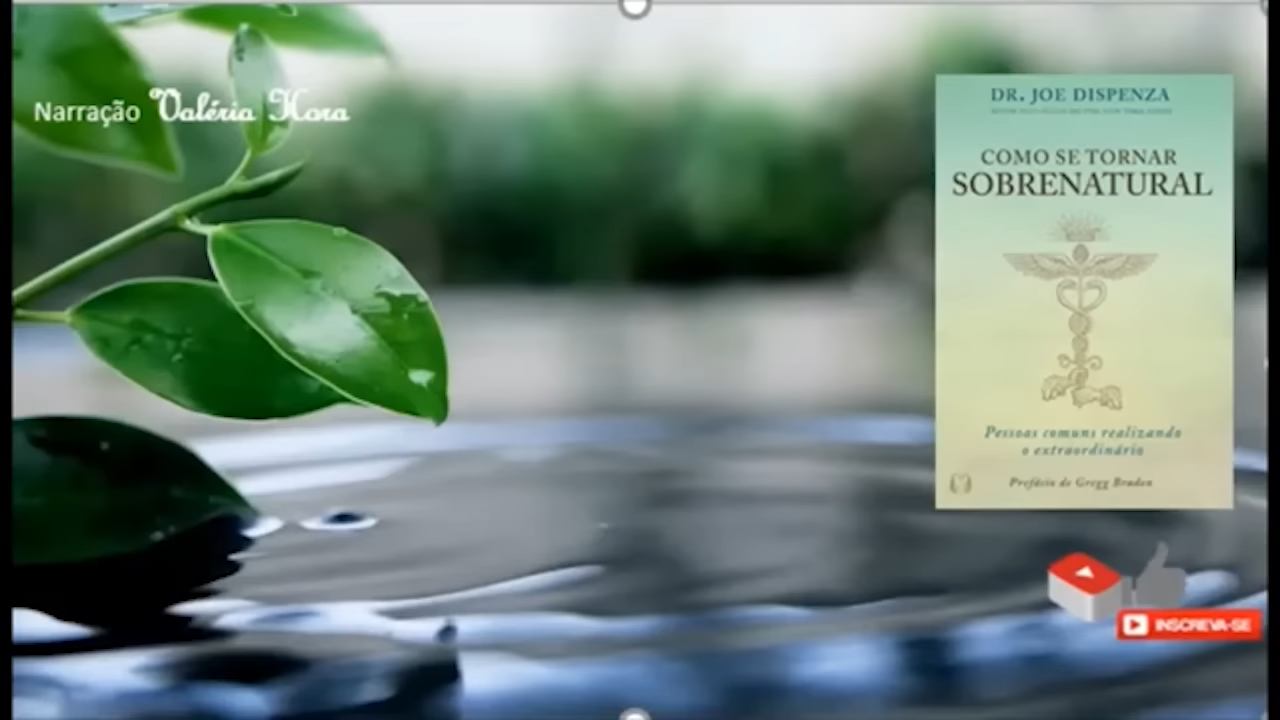 Narração Valéria Hora
DR. JOE DISPENZA
COMO SE TORNAR
SOBRENATURAL
Pessoas comuns realizando
o extraordinário
Prefácio de Gregg Braden
INSCREVA-SE